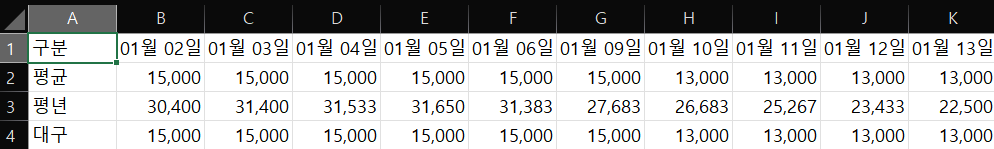 A B C D E F G H I J K
1 구분 01월 02일 01월 03일 01월 04일 01월 05일 01월 06일 01월 09일 01월 10일 01월 11일 01월 12일 01월 13일
2 평균 15,000 15,000 15,000 15,000 15,000 15,000 13,000 13,000 13,000 13,000
3 평년 30,400 31,400 31,533 31,650 31,383 27,683 26,683 25,267 23,433 22,500
4 대구 15,000 15,000 15,000 15,000 15,000 15,000 13,000 13,000 13,000 13,000